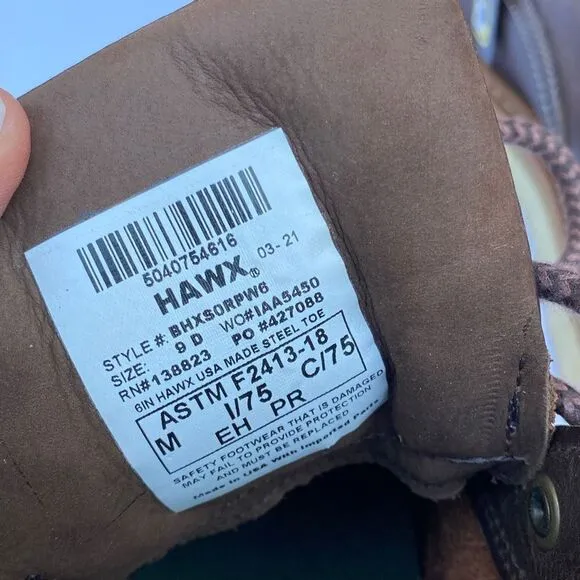 5040754616
HAWX® 03-21
STYLE #: BHXSORPW6
SIZE: 9 D WO#IAA5450
RN#138823 PO #427088
6IN HAWX USA MADE STEEL TOE
ASTM F2413-18
M I/75 C/75
EH PR
SAFETY FOOTWEAR THAT IS DAMAGED
MAY FAIL TO PROVIDE PROTECTION
AND MUST BE REPLACED
Made In USA With Imported Parts